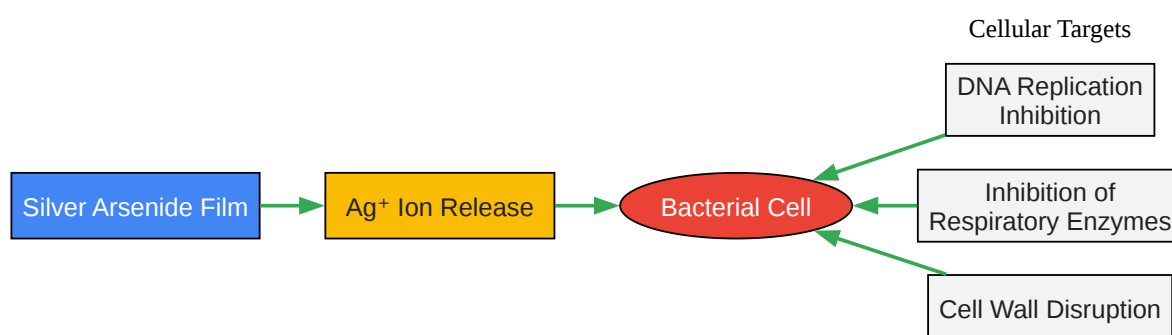 Cellular Targets
DNA Replication
Inhibition
Silver Arsenide Film
Ag⁺ Ion Release
Bacterial Cell
Inhibition of
Respiratory Enzymes
Cell Wall Disruption